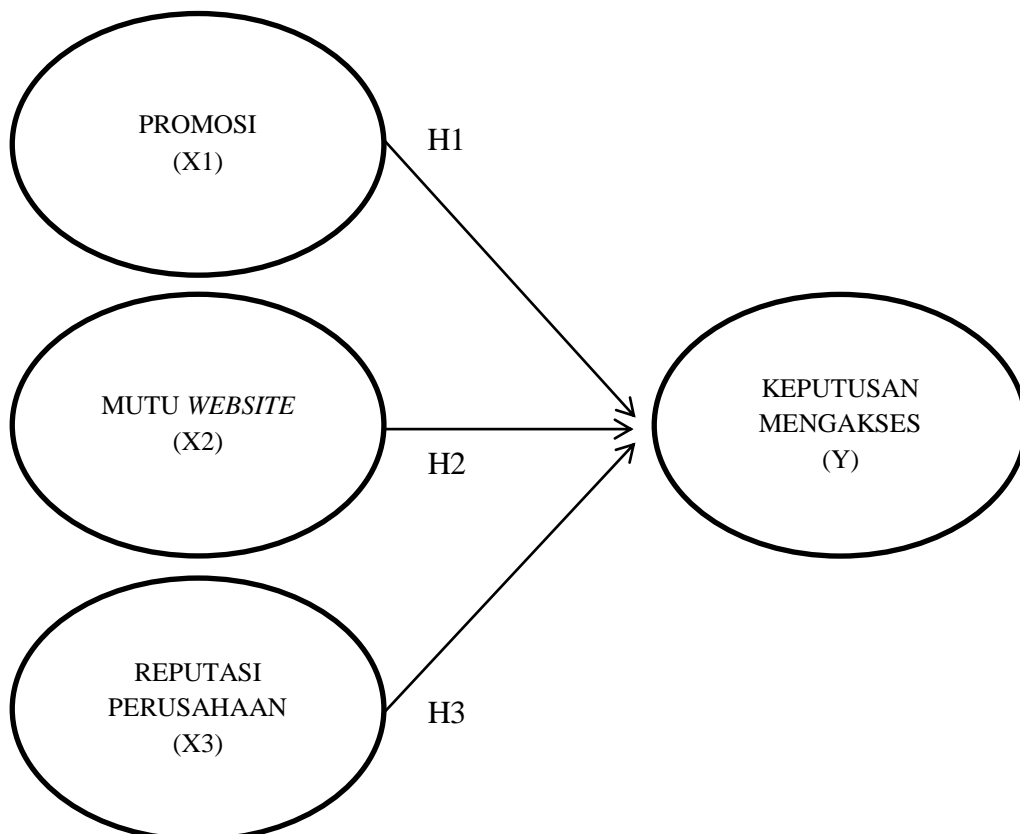 PROMOSI
(X1)
H1
MUTU WEBSITE
(X2)
H2
KEPUTUSAN
MENGAKSES
(Y)
REPUTASI
PERUSAHAAN
(X3)
H3